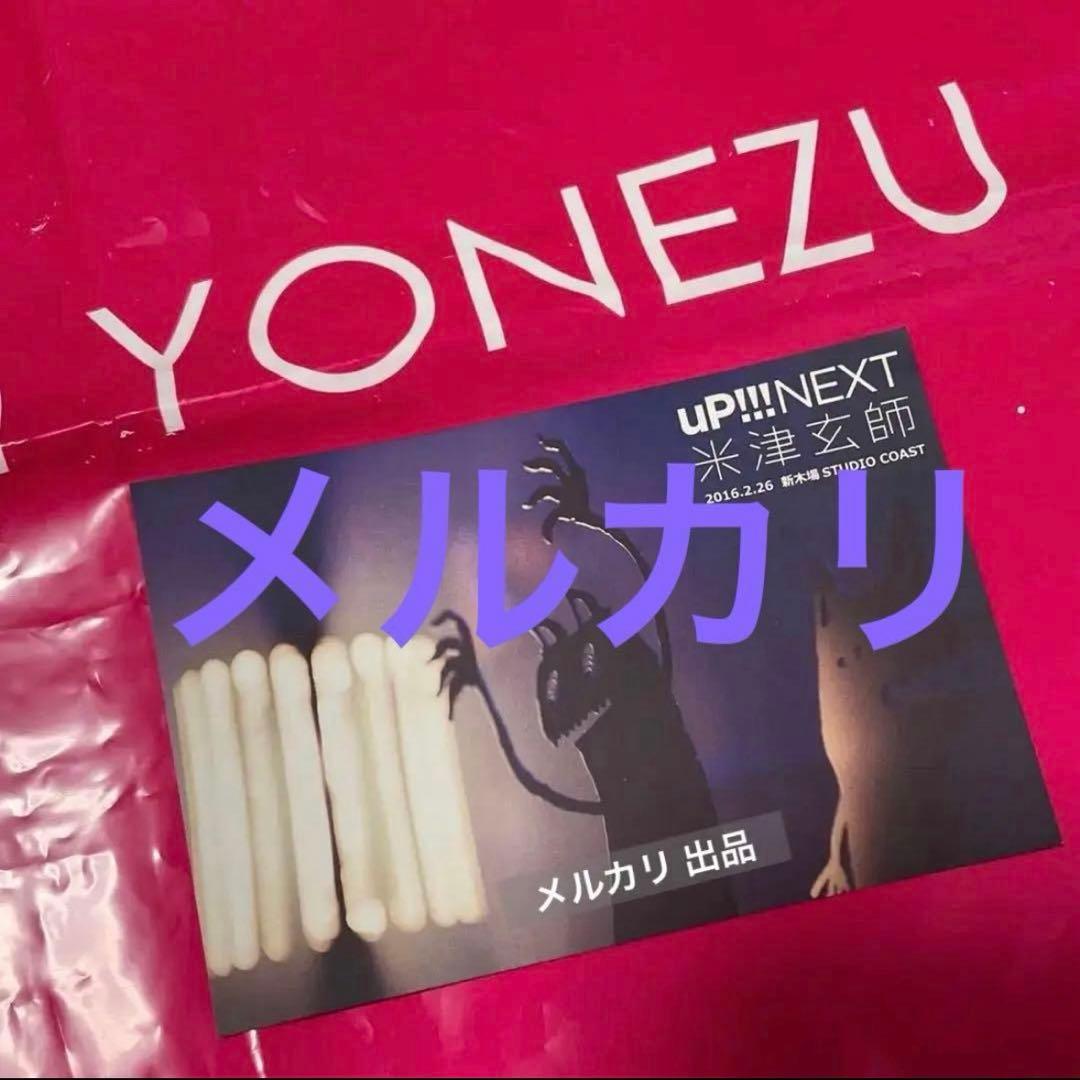 YONEZU
uP!!!NEXT
米津玄師
2016.2.26 新木場 STUDIO COAST
メルカリ
メルカリ 出品